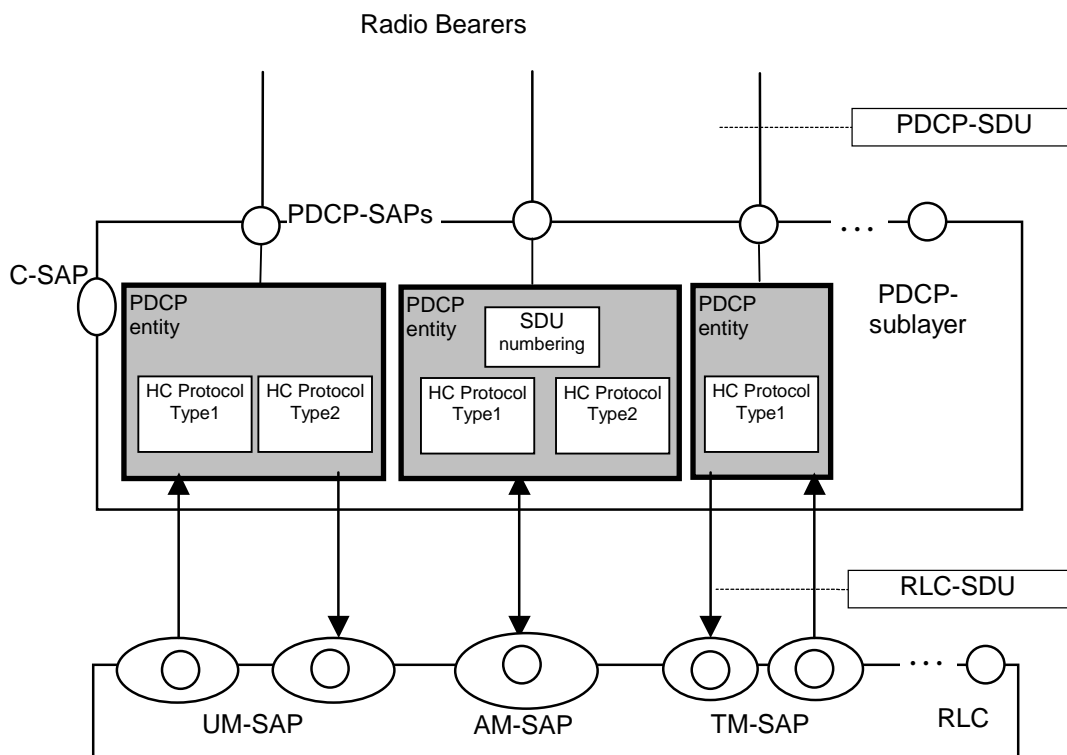 Radio Bearers
PDCP-SDU
PDCP-SAPs
...
C-SAP
PDCP-
sublayer
PDCP
entity
HC Protocol
Type1
HC Protocol
Type2
PDCP
entity
SDU
numbering
HC Protocol
Type1
HC Protocol
Type2
PDCP
entity
HC Protocol
Type1
RLC-SDU
...
UM-SAP
AM-SAP
TM-SAP
RLC